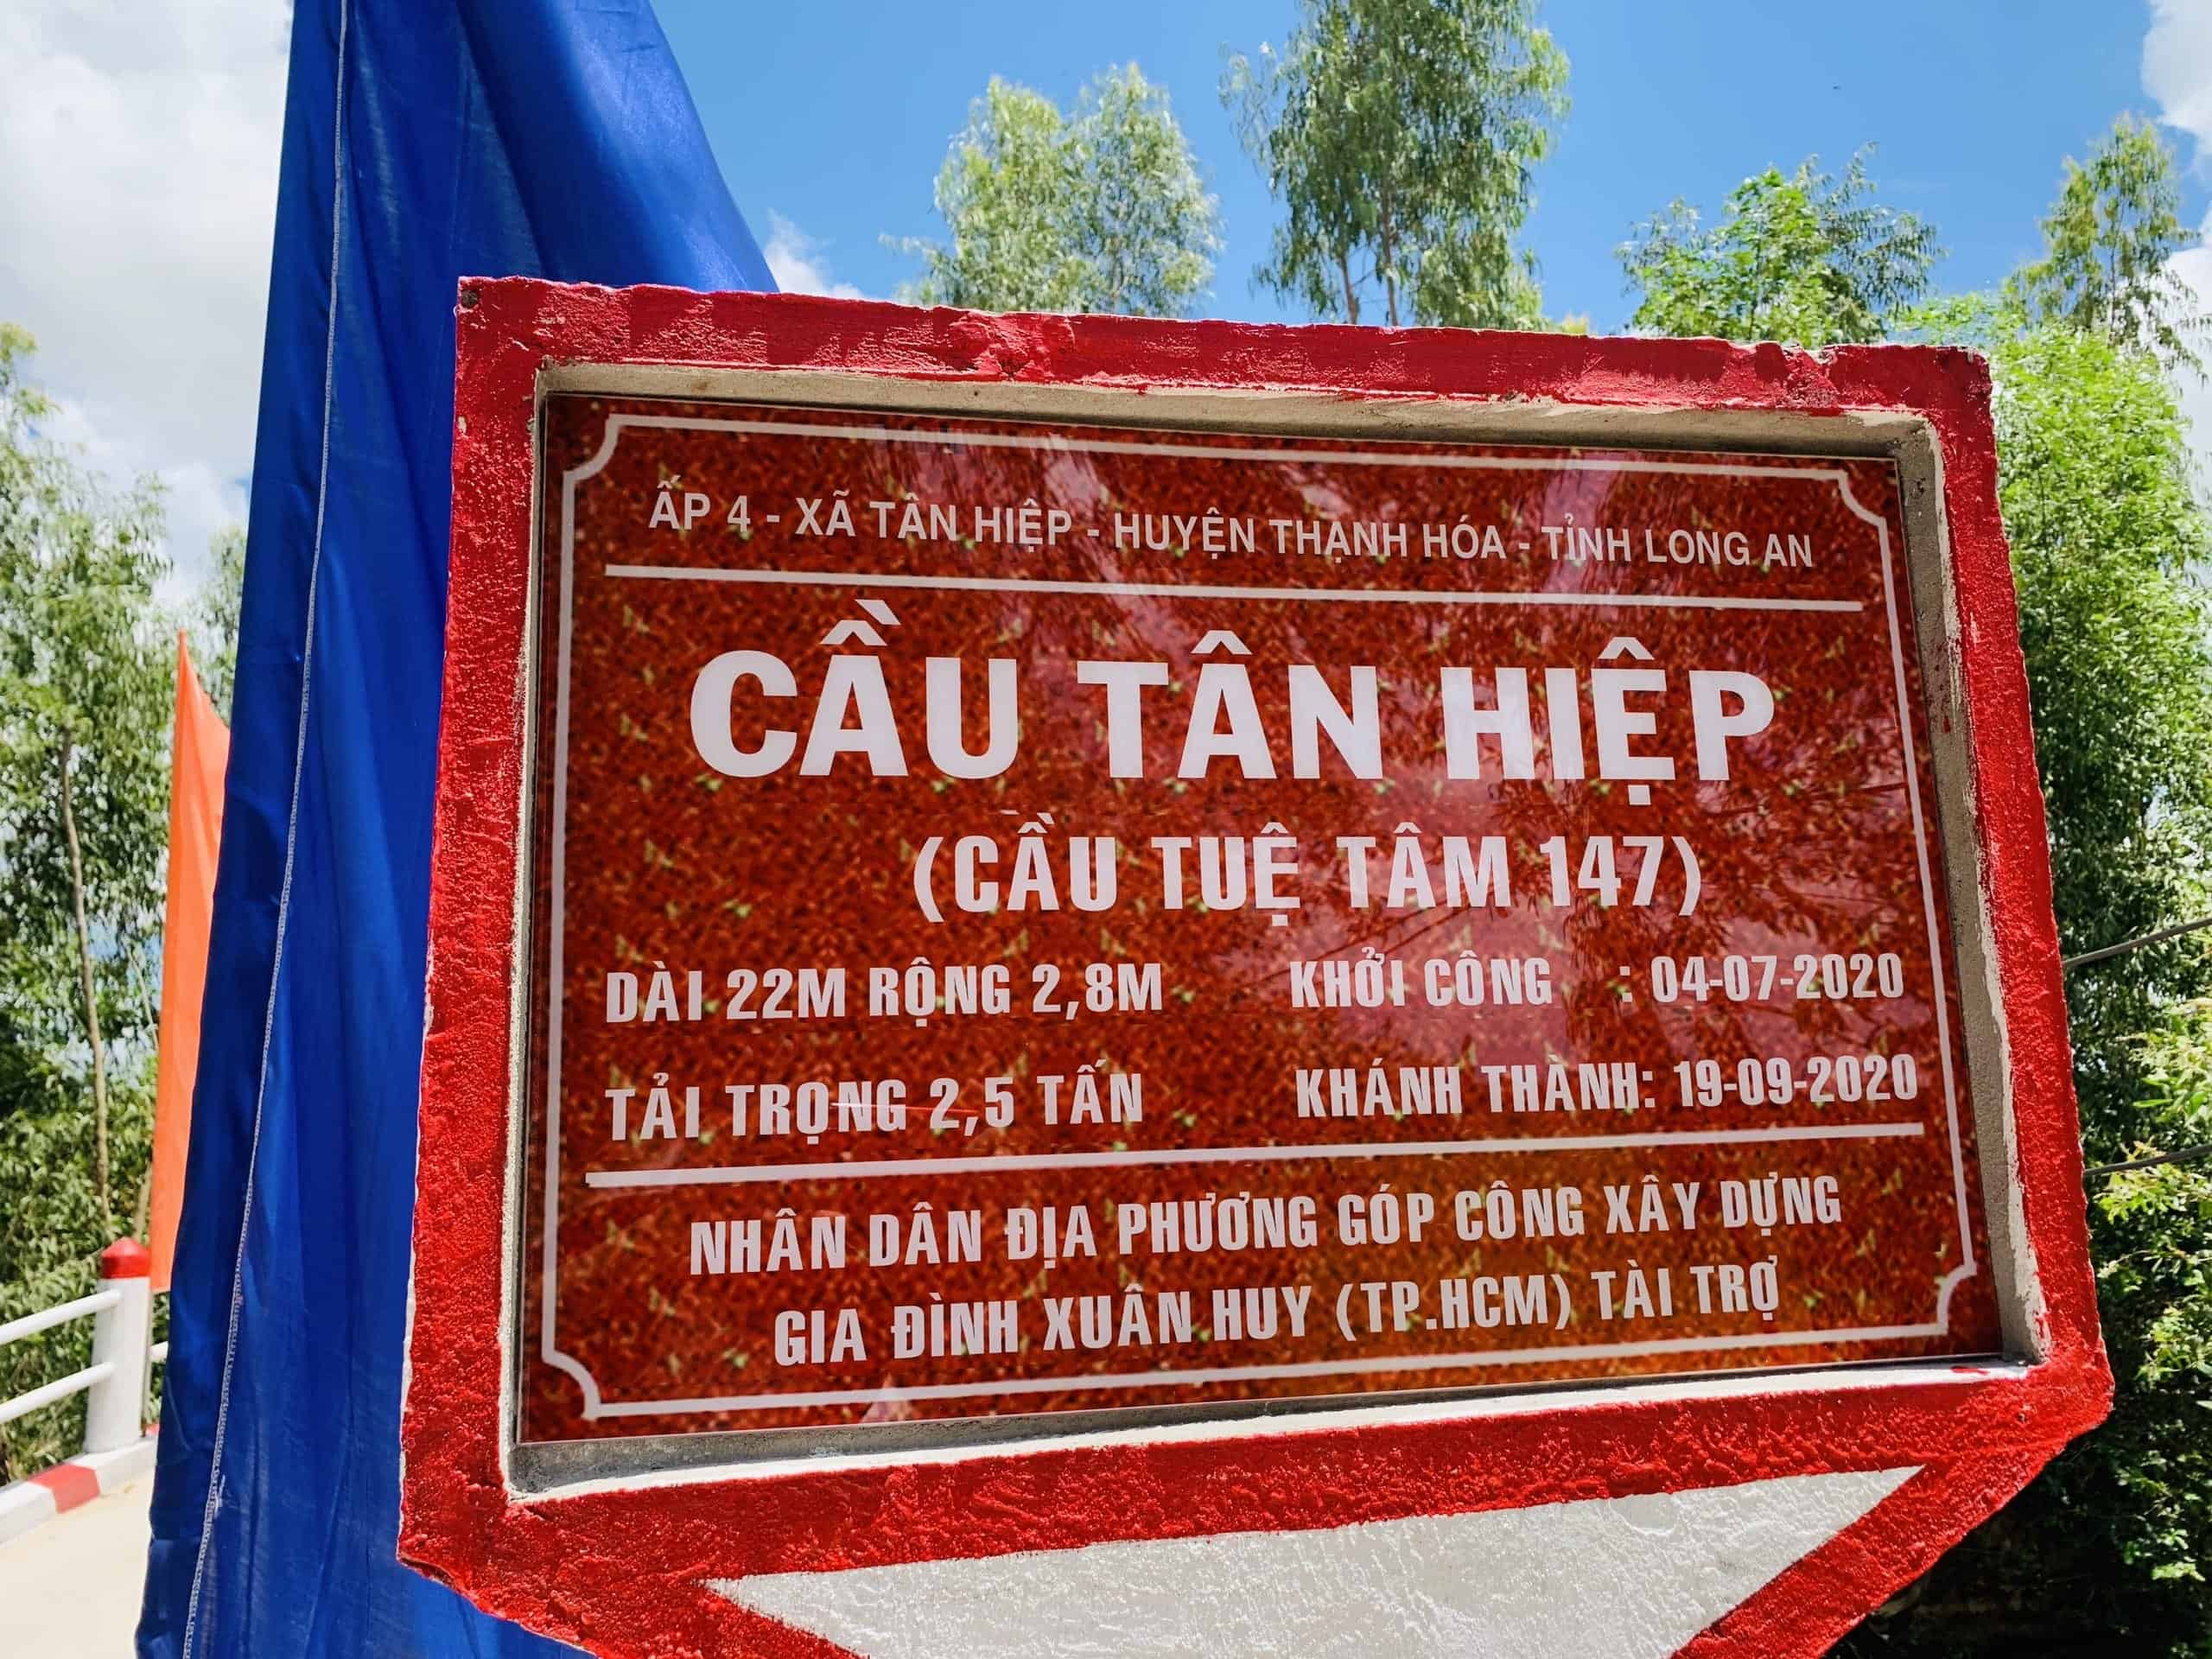 ẤP 4 - XÃ TÂN HIỆP - HUYỆN THẠNH HÓA - TỈNH LONG AN
CẦU TÂN HIỆP
(CẦU TUỆ TÂM 147)
DÀI 22M RỘNG 2,8M KHỞI CÔNG : 04-07-2020
TẢI TRỌNG 2,5 TẤN KHÁNH THÀNH: 19-09-2020
NHÂN DÂN ĐỊA PHƯƠNG GÓP CÔNG XÂY DỰNG
GIA ĐÌNH XUÂN HUY (TP.HCM) TÀI TRỢ